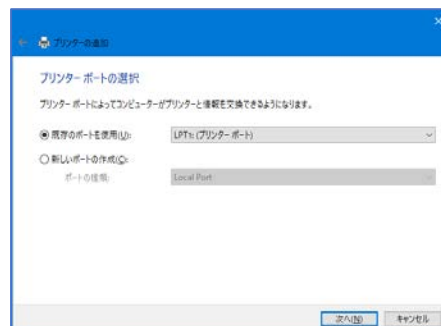 プリンターの追加
プリンター ポートの選択
プリンター ポートによってコンピューターがプリンターと情報を交換できるようになります。
既存のポートを使用(U): LPT1: (プリンター ポート)
新しいポートの作成(C):
ポートの種類: Local Port
次へ(N) キャンセル